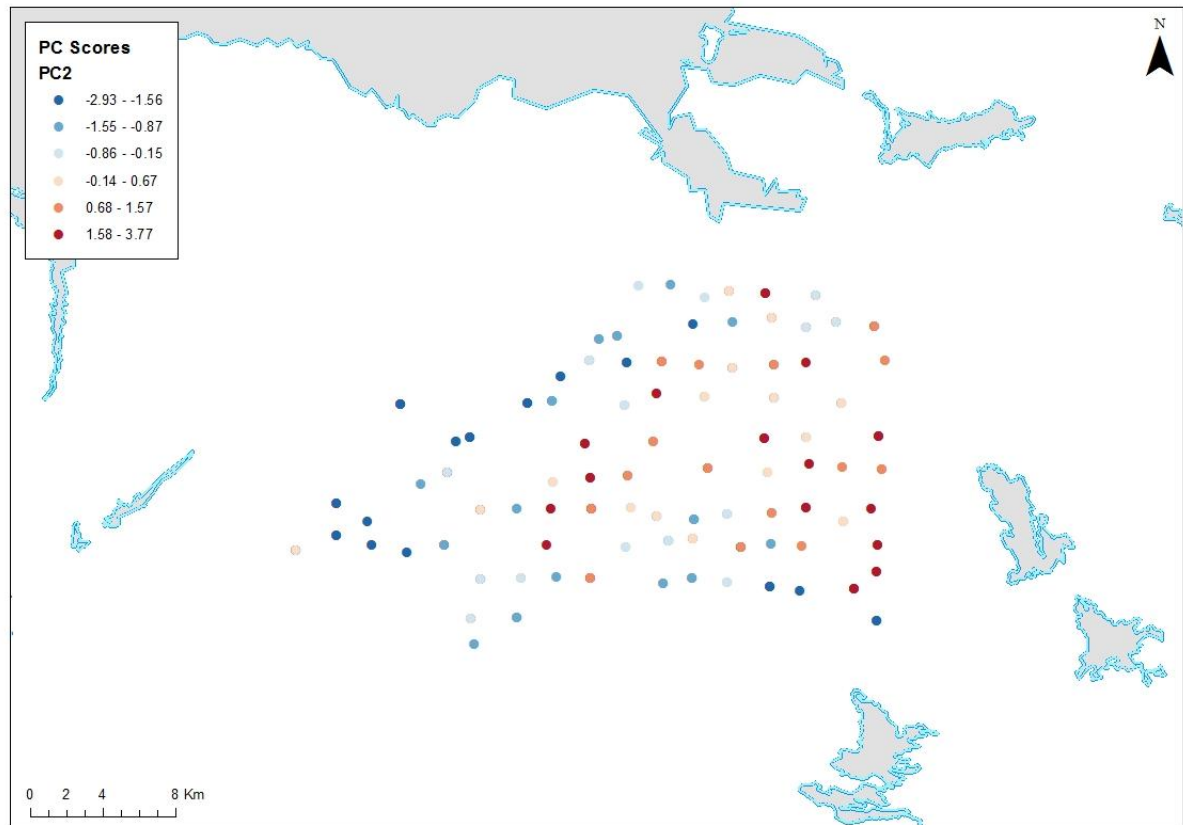 PC Scores
PC2
-2.93 - -1.56
-1.55 - -0.87
-0.86 - -0.15
-0.14 - 0.67
0.68 - 1.57
1.58 - 3.77
N
0 2 4 8 Km